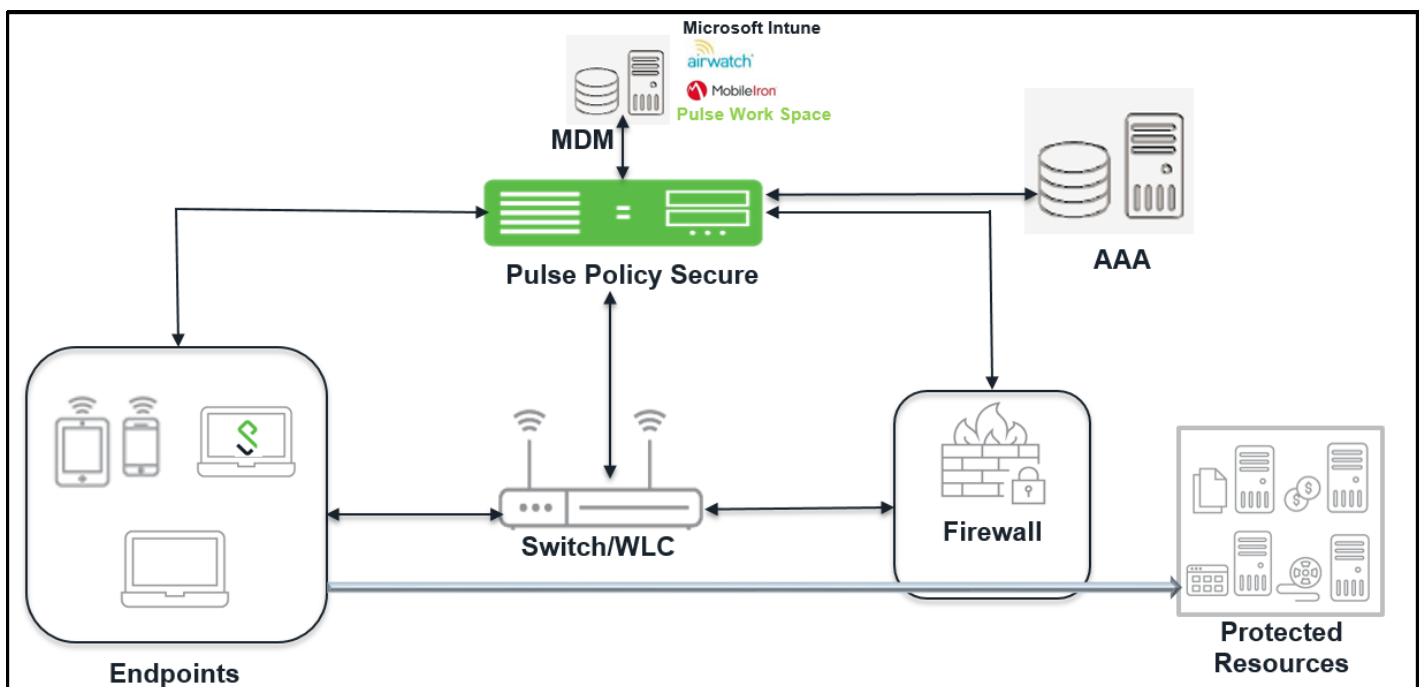 Microsoft Intune
airwatch
MobileIron
Pulse Work Space
MDM
Pulse Policy Secure
AAA
Switch/WLC
Firewall
Endpoints
Protected
Resources